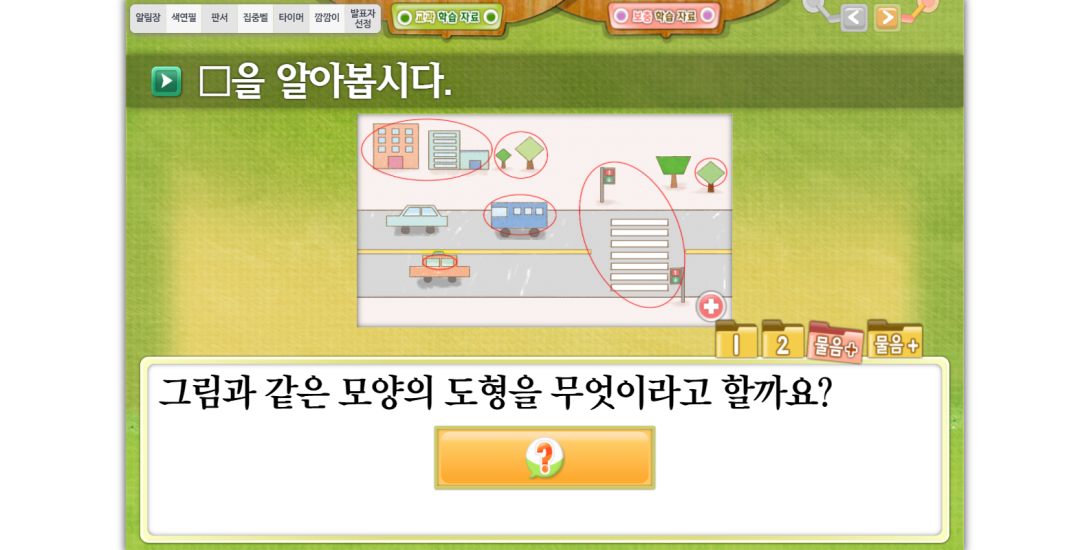 알림장 색연필 판서 집중벨 타이머 깜깜이 발표자 선정
교과 학습 자료
보충 학습 자료
□을 알아봅시다.
1 2 물음+ 물음+
그림과 같은 모양의 도형을 무엇이라고 할까요?
?